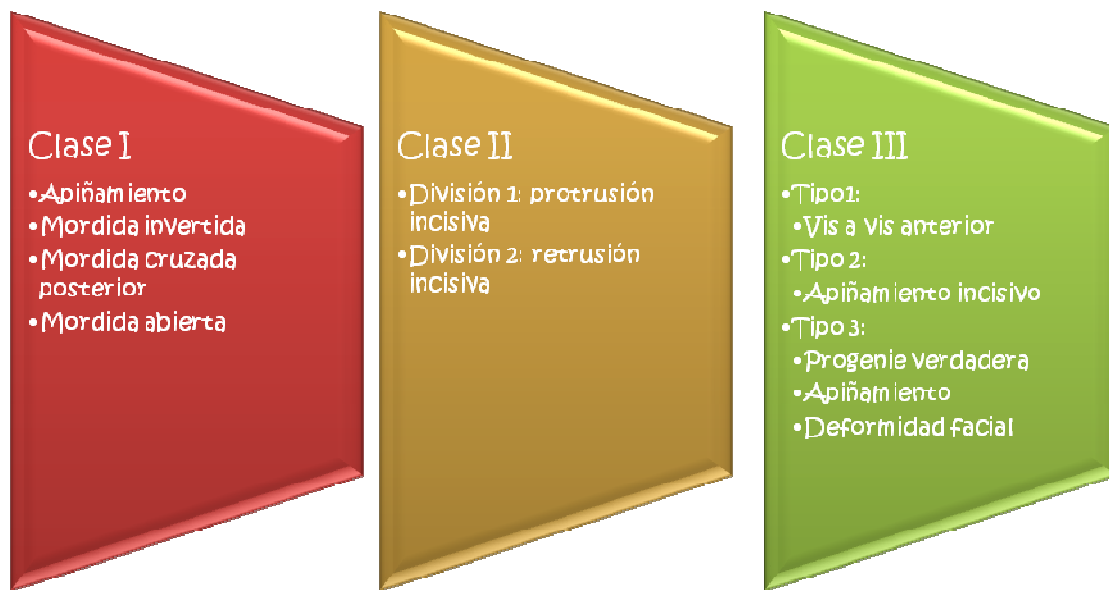 Clase I
•Apiñamiento
•Mordida invertida
•Mordida cruzada
posterior
•Mordida abierta
Clase II
•División 1: protrusión
incisiva
•División 2: retrusión
incisiva
Clase III
•Tipo1:
•Vis a vis anterior
•Tipo 2:
•Apiñamiento incisivo
•Tipo 3:
•Progenie verdadera
•Apiñamiento
•Deformidad facial